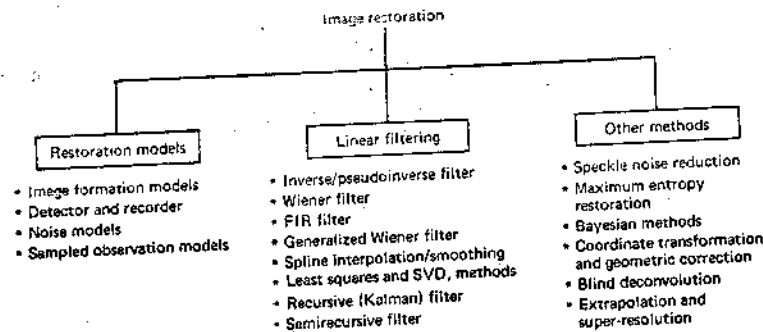 Image restoration
Restoration models
• Image formation models
• Detector and recorder
• Noise models
• Sampled observation models
Linear filtering
• Inverse/pseudoinverse filter
• Wiener filter
• FIR filter
• Generalized Wiener filter
• Spline interpolation/smoothing
• Least squares and SVD, methods
• Recursive (Kalman) filter
• Semirecursive filter
Other methods
• Speckle noise reduction
• Maximum entropy
restoration
• Bayesian methods
• Coordinate transformation
and geometric correction
• Blind deconvolution
• Extrapolation and
super-resolution